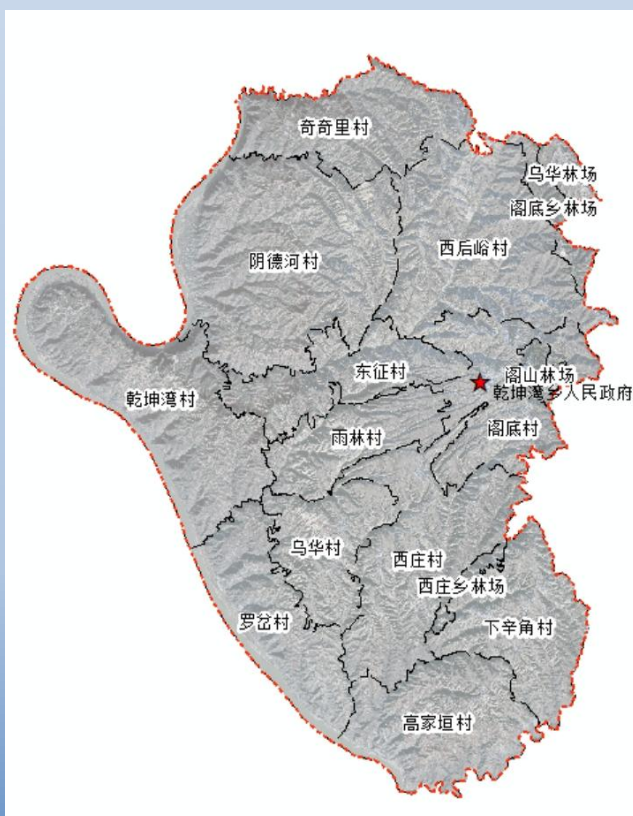 奇奇里村
乌华林场
阁底乡林场
西后峪村
阴德河村
东征村
阁山林场
乾坤湾乡人民政府
乾坤湾村
阁底村
雨林村
乌华村
西庄村
西庄乡林场
罗岔村
下辛角村
高家垣村